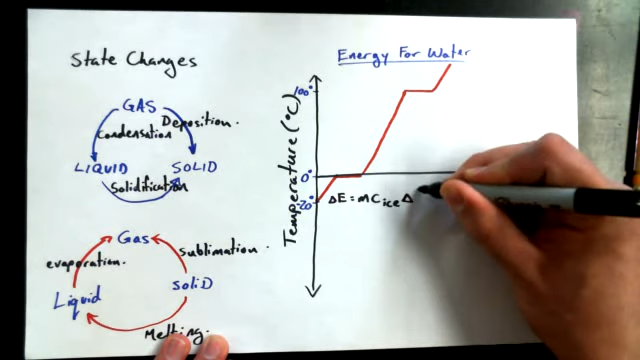 State Changes
GAS
Condensation
Deposition.
LIQUID
SOLID
Solidification
Gas
evaporation.
sublimation.
Liquid
SoliD
Melting.
Energy For Water
Temperature (°C)
100°
0°
-20°
ΔE = MCice Δ